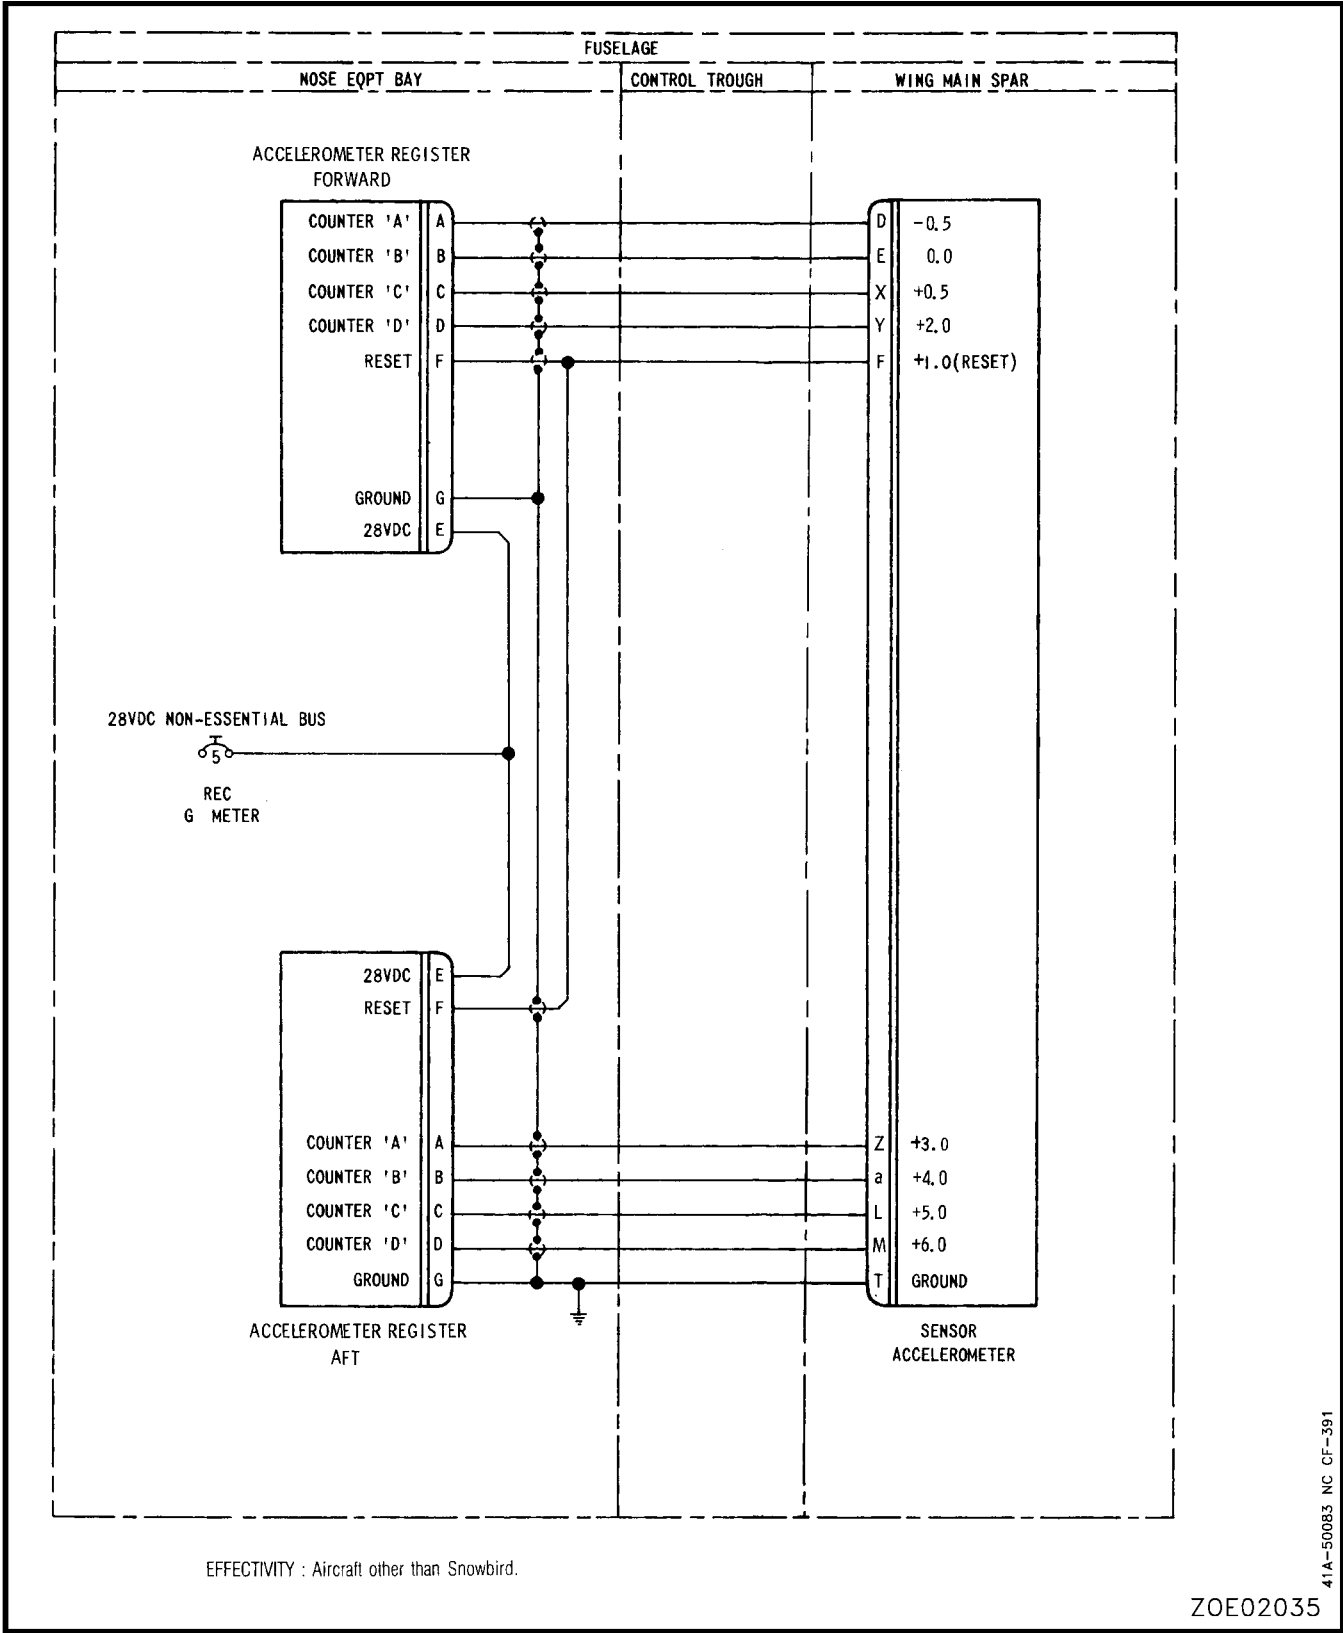 FUSELAGE
NOSE EQPT BAY
CONTROL TROUGH
WING MAIN SPAR
ACCELEROMETER REGISTER
FORWARD
COUNTER 'A' A
COUNTER 'B' B
COUNTER 'C' C
COUNTER 'D' D
RESET F
GROUND G
28VDC E
D -0.5
E 0.0
X +0.5
Y +2.0
F +1.0(RESET)
28VDC NON-ESSENTIAL BUS
5
REC
G METER
28VDC E
RESET F
COUNTER 'A' A
COUNTER 'B' B
COUNTER 'C' C
COUNTER 'D' D
GROUND G
ACCELEROMETER REGISTER
AFT
Z +3.0
a +4.0
L +5.0
M +6.0
T GROUND
SENSOR
ACCELEROMETER
EFFECTIVITY : Aircraft other than Snowbird.
41A-50083 NC CF-391
ZOE02035